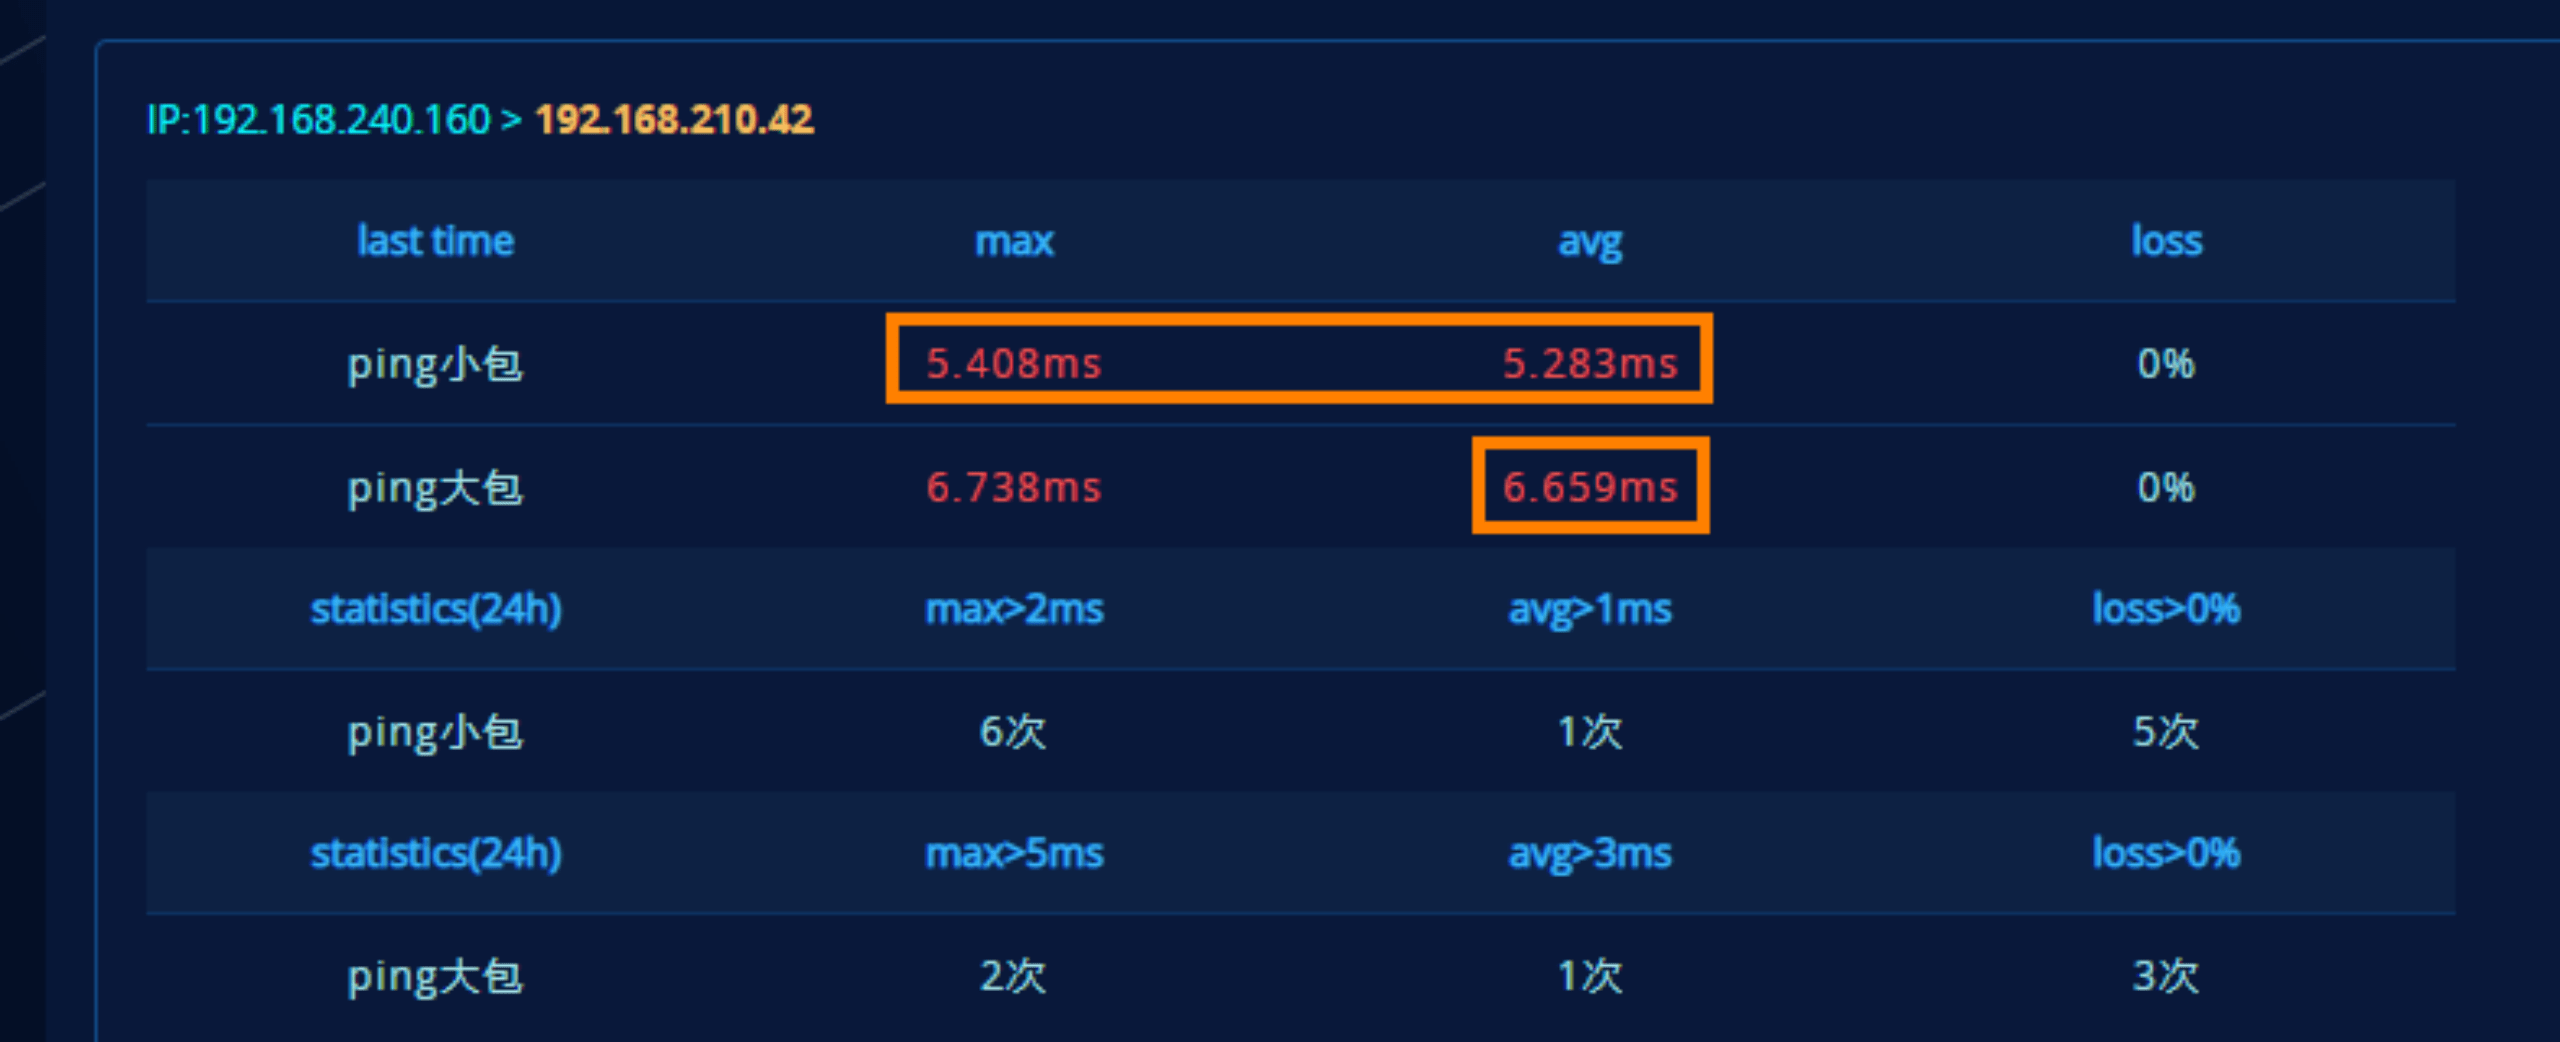 IP:192.168.240.160 > 192.168.210.42
last time max avg loss
ping小包 5.408ms 5.283ms 0%
ping大包 6.738ms 6.659ms 0%
statistics(24h) max>2ms avg>1ms loss>0%
ping小包 6次 1次 5次
statistics(24h) max>5ms avg>3ms loss>0%
ping大包 2次 1次 3次